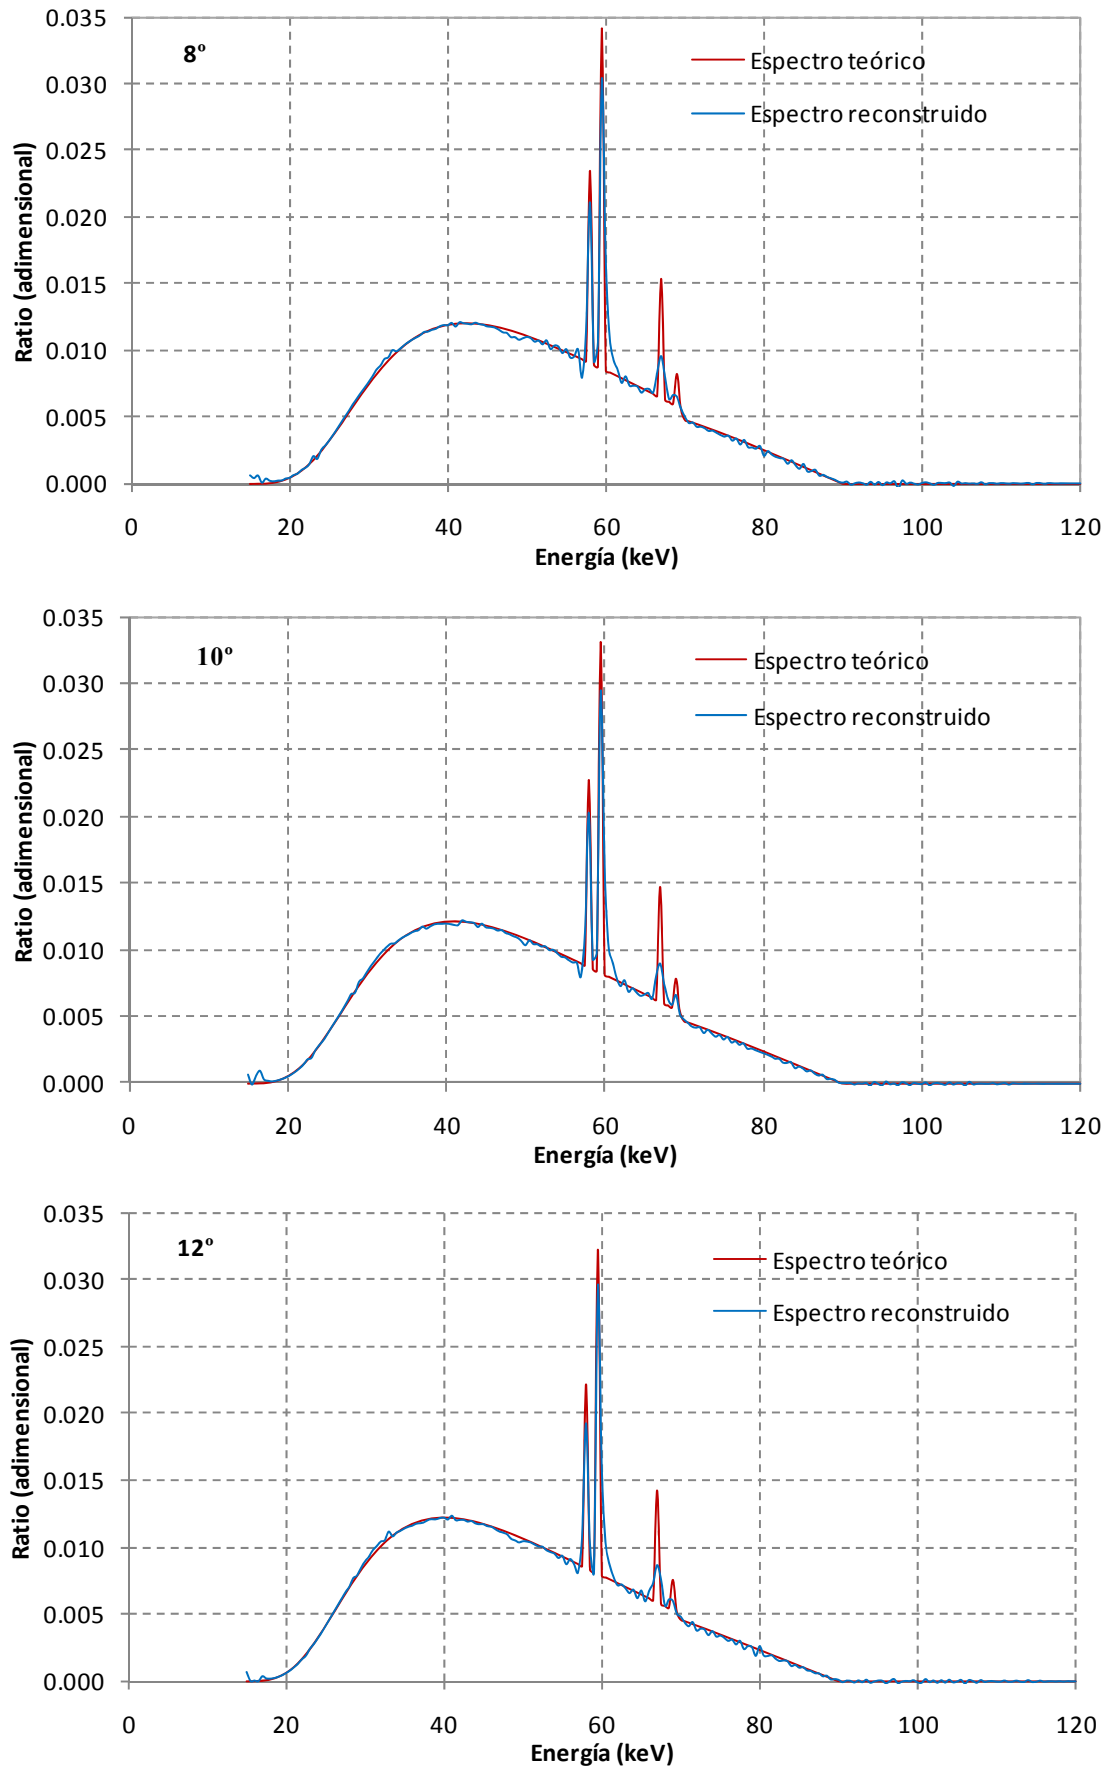 0.035
8º
Espectro teórico
0.030
Espectro reconstruido
0.025
0.020
0.015
0.010
0.005
0.000
Ratio (adimensional)
0 20 40 60 80 100 120
Energía (keV)
0.035
10º
Espectro teórico
0.030
Espectro reconstruido
0.025
0.020
0.015
0.010
0.005
0.000
Ratio (adimensional)
0 20 40 60 80 100 120
Energía (keV)
0.035
12º
Espectro teórico
0.030
Espectro reconstruido
0.025
0.020
0.015
0.010
0.005
0.000
Ratio (adimensional)
0 20 40 60 80 100 120
Energía (keV)